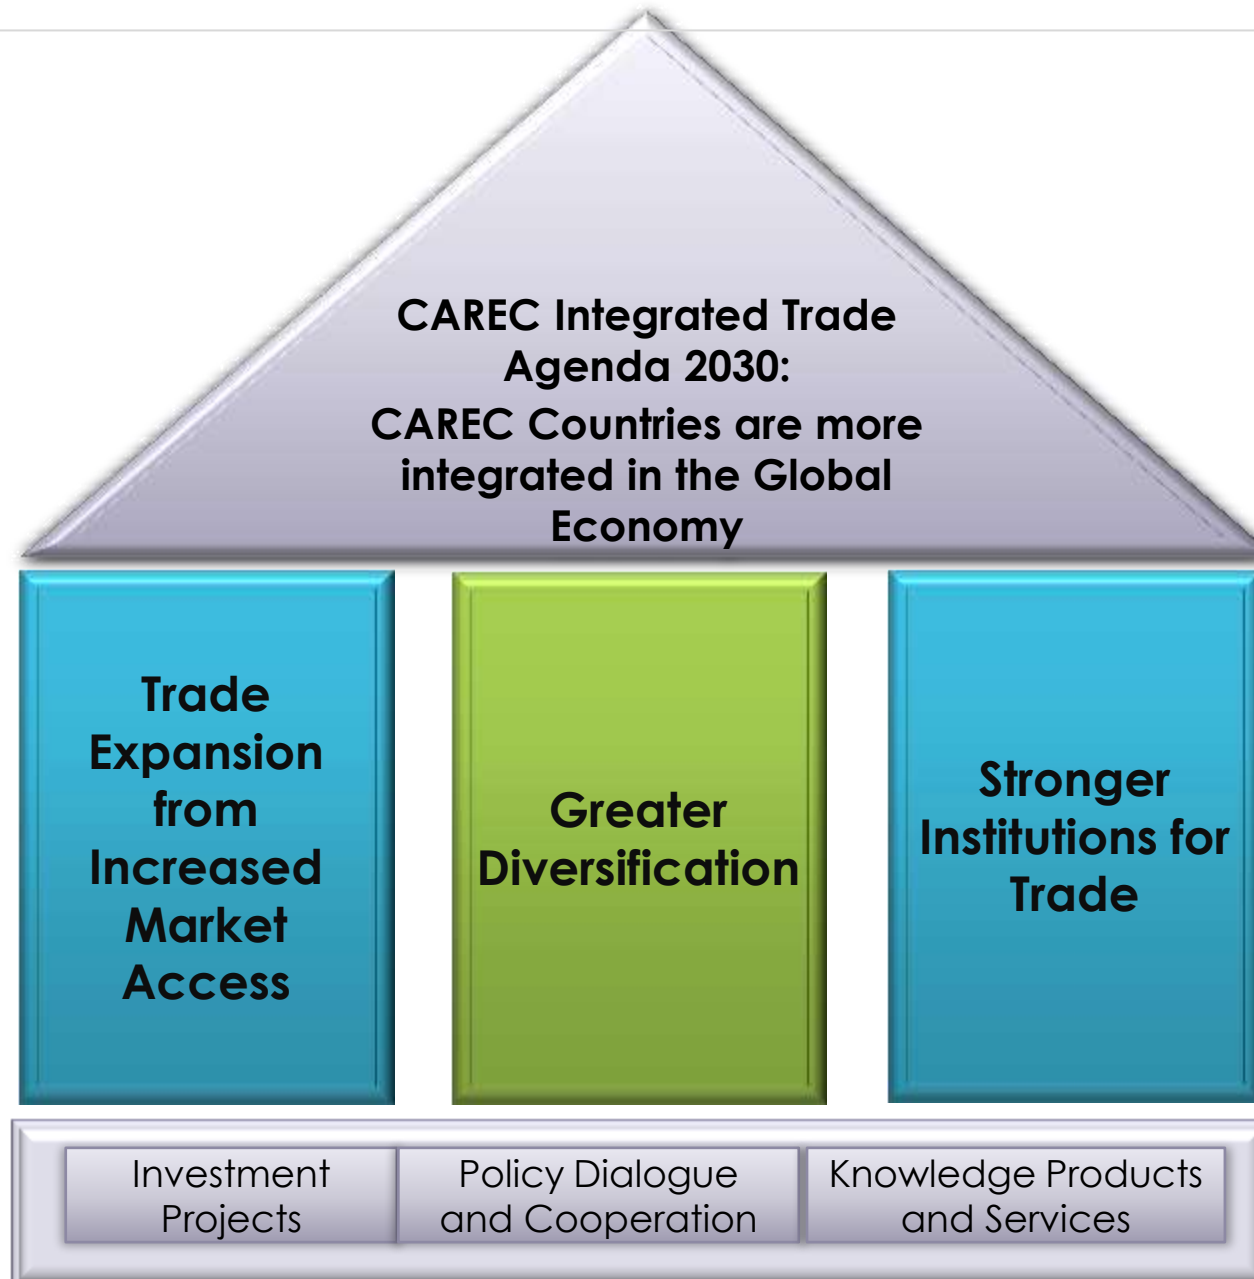 CAREC Integrated Trade
Agenda 2030:
CAREC Countries are more
integrated in the Global
Economy
Trade
Expansion
from
Increased
Market
Access
Greater
Diversification
Stronger
Institutions for
Trade
Investment
Projects
Policy Dialogue
and Cooperation
Knowledge Products
and Services